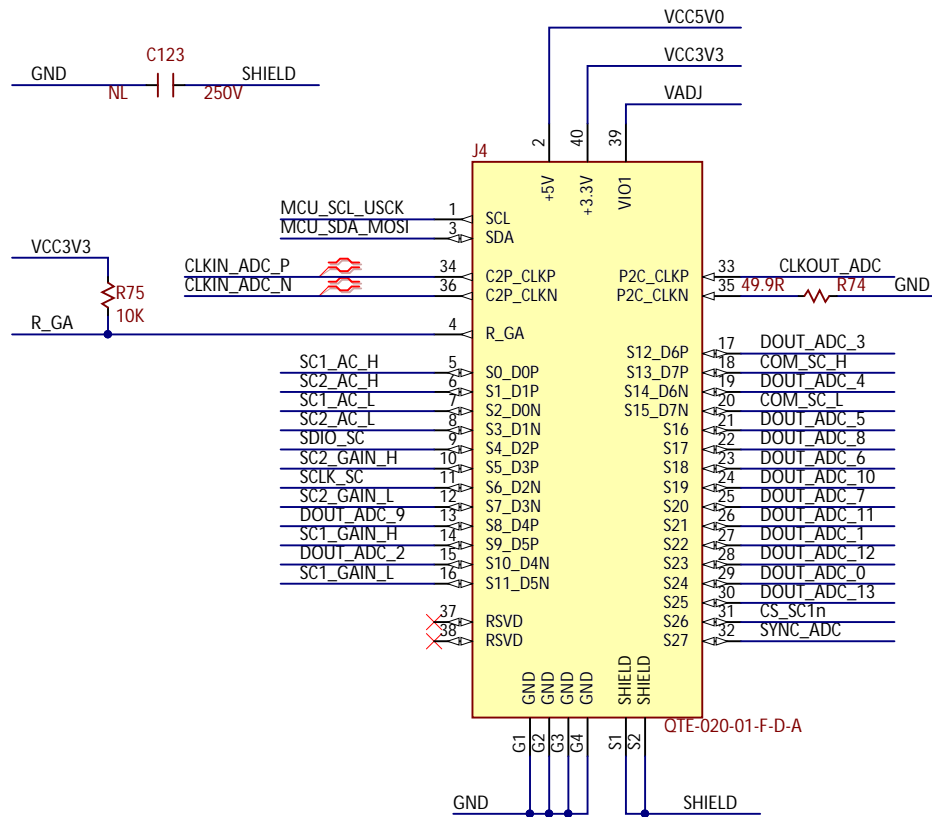 VCC5V0
C123
VCC3V3
GND
SHIELD
NL
250V
VADJ
2
40
39
J4
+5V
+3.3V
VIO1
MCU_SCL_USCK 1 SCL
MCU_SDA_MOSI 3 SDA
VCC3V3
CLKIN_ADC_P 34 C2P_CLKP
P2C_CLKP 33 CLKOUT_ADC
CLKIN_ADC_N 36 C2P_CLKN
P2C_CLKN 35 49.9R R74 GND
R75
10K
R_GA 4 R_GA
S12_D6P 17 DOUT_ADC_3
SC1_AC_H 5 S0_D0P
S13_D7P 18 COM_SC_H
SC2_AC_H 6 S1_D1P
S14_D6N 19 DOUT_ADC_4
SC1_AC_L 7 S2_D0N
S15_D7N 20 COM_SC_L
SC2_AC_L 8 S3_D1N
S16 21 DOUT_ADC_5
SDIO_SC 9 S4_D2P
S17 22 DOUT_ADC_8
SC2_GAIN_H 10 S5_D3P
S18 23 DOUT_ADC_6
SCLK_SC 11 S6_D2N
S19 24 DOUT_ADC_10
SC2_GAIN_L 12 S7_D3N
S20 25 DOUT_ADC_7
DOUT_ADC_9 13 S8_D4P
S21 26 DOUT_ADC_11
SC1_GAIN_H 14 S9_D5P
S22 27 DOUT_ADC_1
DOUT_ADC_2 15 S10_D4N
S23 28 DOUT_ADC_12
SC1_GAIN_L 16 S11_D5N
S24 29 DOUT_ADC_0
S25 30 DOUT_ADC_13
37 RSVD
S26 31 CS_SC1n
38 RSVD
S27 32 SYNC_ADC
GND
GND
GND
GND
SHIELD
SHIELD
QTE-020-01-F-D-A
G1
G2
G3
G4
S1
S2
GND
SHIELD